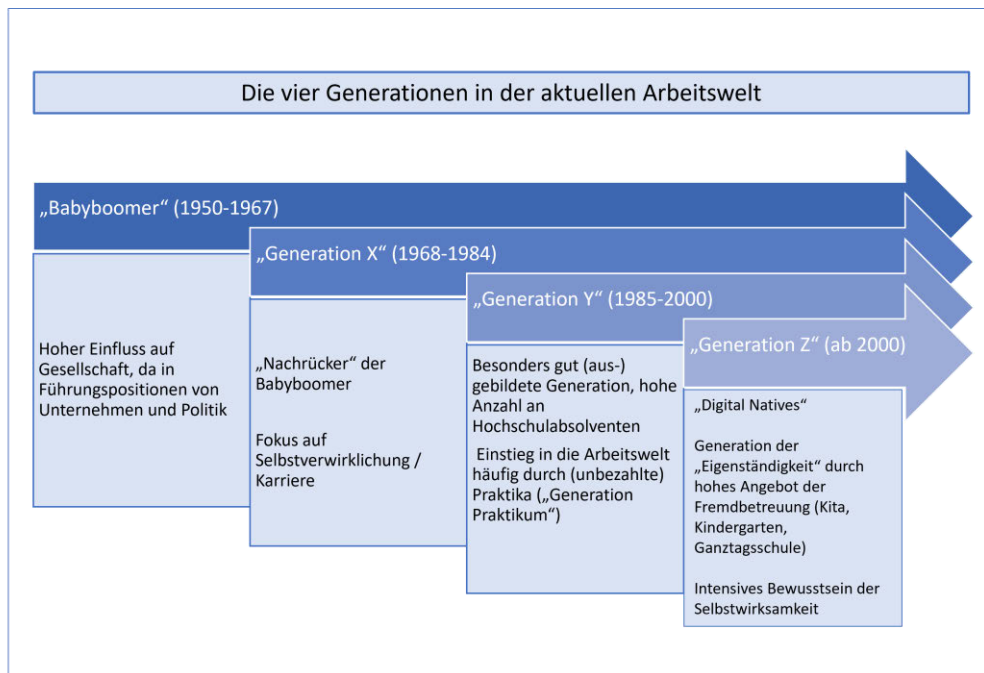 Die vier Generationen in der aktuellen Arbeitswelt
„Babyboomer“ (1950-1967)
Hoher Einfluss auf
Gesellschaft, da in
Führungspositionen von
Unternehmen und Politik
„Generation X“ (1968-1984)
„Nachrücker“ der
Babyboomer
Fokus auf
Selbstverwirklichung /
Karriere
„Generation Y“ (1985-2000)
Besonders gut (aus-)
gebildete Generation, hohe
Anzahl an
Hochschulabsolventen
Einstieg in die Arbeitswelt
häufig durch (unbezahlte)
Praktika („Generation
Praktikum“)
„Generation Z“ (ab 2000)
„Digital Natives“
Generation der
„Eigenständigkeit“ durch
hohes Angebot der
Fremdbetreuung (Kita,
Kindergarten,
Ganztagsschule)
Intensives Bewusstsein der
Selbstwirksamkeit